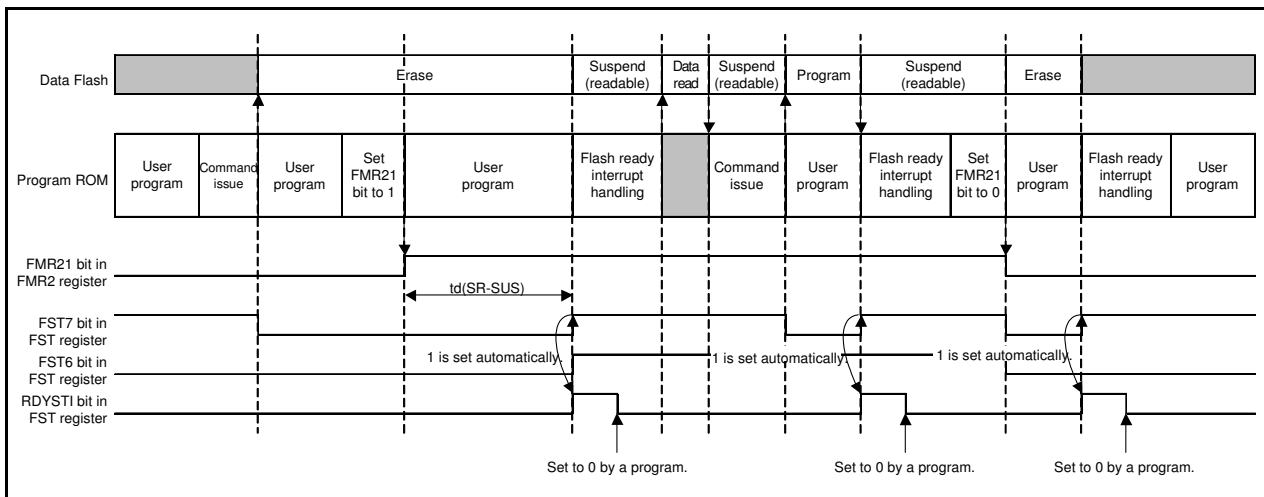 Data Flash
Erase
Suspend
(readable)
Data
read
Suspend
(readable)
Program
Suspend
(readable)
Erase
Program ROM
User
program
Command
issue
User
program
Set
FMR21
bit to 1
User
program
Flash ready
interrupt
handling
Command
issue
User
program
Flash ready
interrupt
handling
Set
FMR21
bit to 0
User
program
Flash ready
interrupt
handling
User
program
FMR21 bit in
FMR2 register
td(SR-SUS)
FST7 bit in
FST register
1 is set automatically.
1 is set automatically.
1 is set automatically.
FST6 bit in
FST register
RDYSTI bit in
FST register
Set to 0 by a program.
Set to 0 by a program.
Set to 0 by a program.